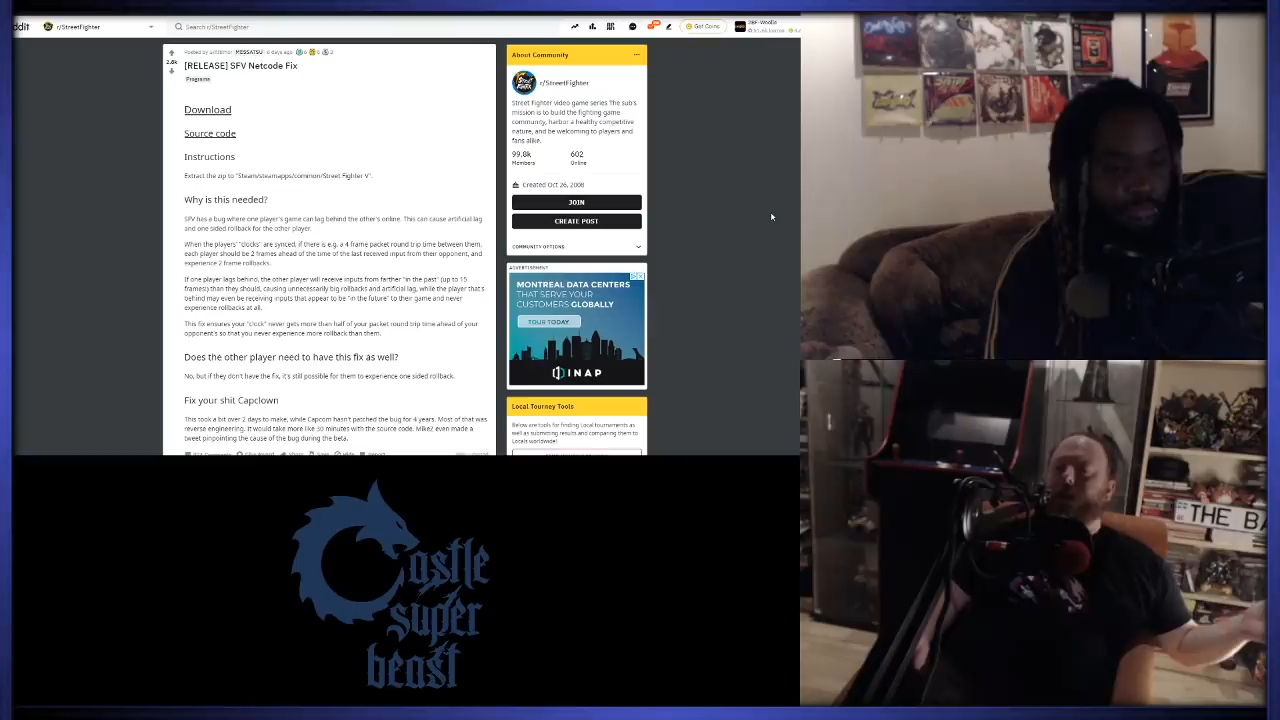 ddit
r/StreetFighter
Search r/StreetFighter
Get Coins
Posted by u/Altimor MESSATSU 6 days ago
2.8k
[RELEASE] SFV Netcode Fix
Programs
Download
Source code
Instructions
Extract the zip to "Steam/steamapps/common/Street Fighter V".
Why is this needed?
SFV has a bug where one player's game can lag behind the other's online. This can cause artificial lag
and one sided rollback for the other player.
When the players' "clocks" are synced, if there is e.g. a 4 frame packet round trip time between them,
each player should be 2 frames ahead of the time of the last received input from their opponent, and
experience 2 frame rollbacks.
If one player lags behind, the other player will receive inputs from farther "in the past" (up to 15
frames!) than they should, causing unnecessarily big rollbacks and artificial lag, while the player that's
behind may even be receiving inputs that appear to be "in the future" to their game and never
experience rollbacks at all.
This fix ensures your "clock" never gets more than half of your packet round trip time ahead of your
opponent's so that you never experience more rollback than them.
Does the other player need to have this fix as well?
No, but if they don't have the fix, it's still possible for them to experience one sided rollback.
Fix your shit Capclown
This took a bit over 2 days to make, while Capcom hasn't patched the bug for 4 years. Most of that was
reverse engineering. It would take more like 30 minutes with the source code. MikeZ even made a
tweet pinpointing the cause of the bug during the beta.
About Community
r/StreetFighter
Street Fighter video game series The sub's
mission is to build the fighting game
community, harbor a healthy competitive
nature, and be welcoming to players and
fans alike.
99.8k
602
Members
Online
Created Oct 26, 2008
JOIN
CREATE POST
COMMUNITY OPTIONS
ADVERTISEMENT
MONTREAL DATA CENTERS
THAT SERVE YOUR
CUSTOMERS GLOBALLY
TOUR TODAY
INAP
Local Tourney Tools
Below are tools for finding Local tournaments
as well as submitting results and comparing them to
Locals worldwide!
Castle
super
beast
THE BA